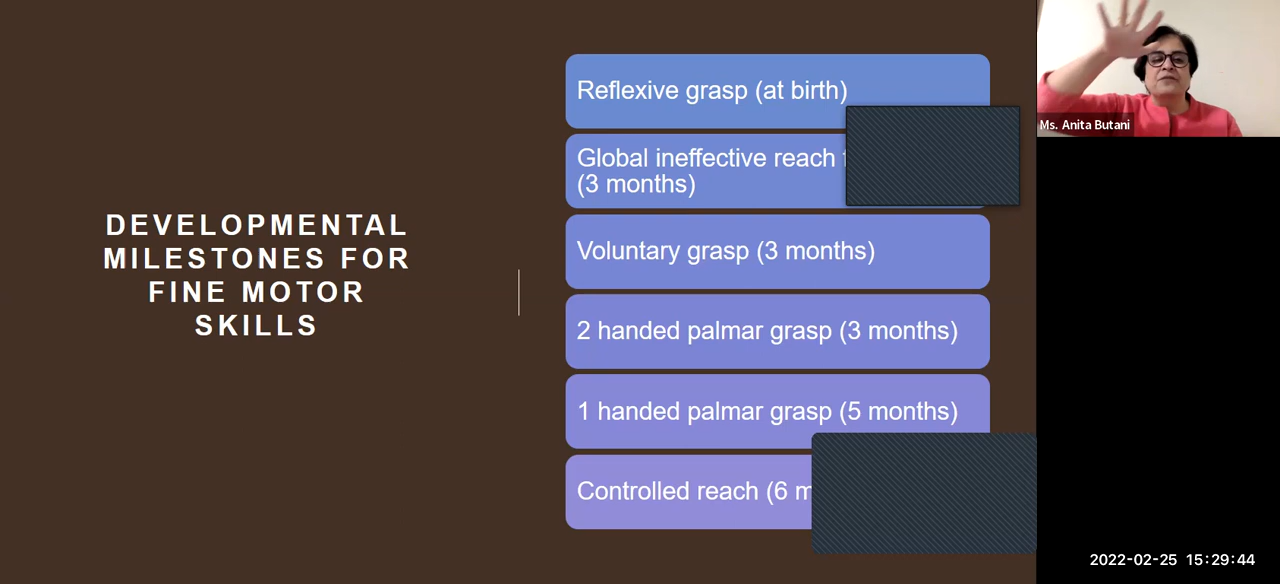 DEVELOPMENTAL
MILESTONES FOR
FINE MOTOR
SKILLS
Reflexive grasp (at birth)
Global ineffective reach
(3 months)
Voluntary grasp (3 months)
2 handed palmar grasp (3 months)
1 handed palmar grasp (5 months)
Controlled reach (6
Ms. Anita Butani
2022-02-25 15:29:44